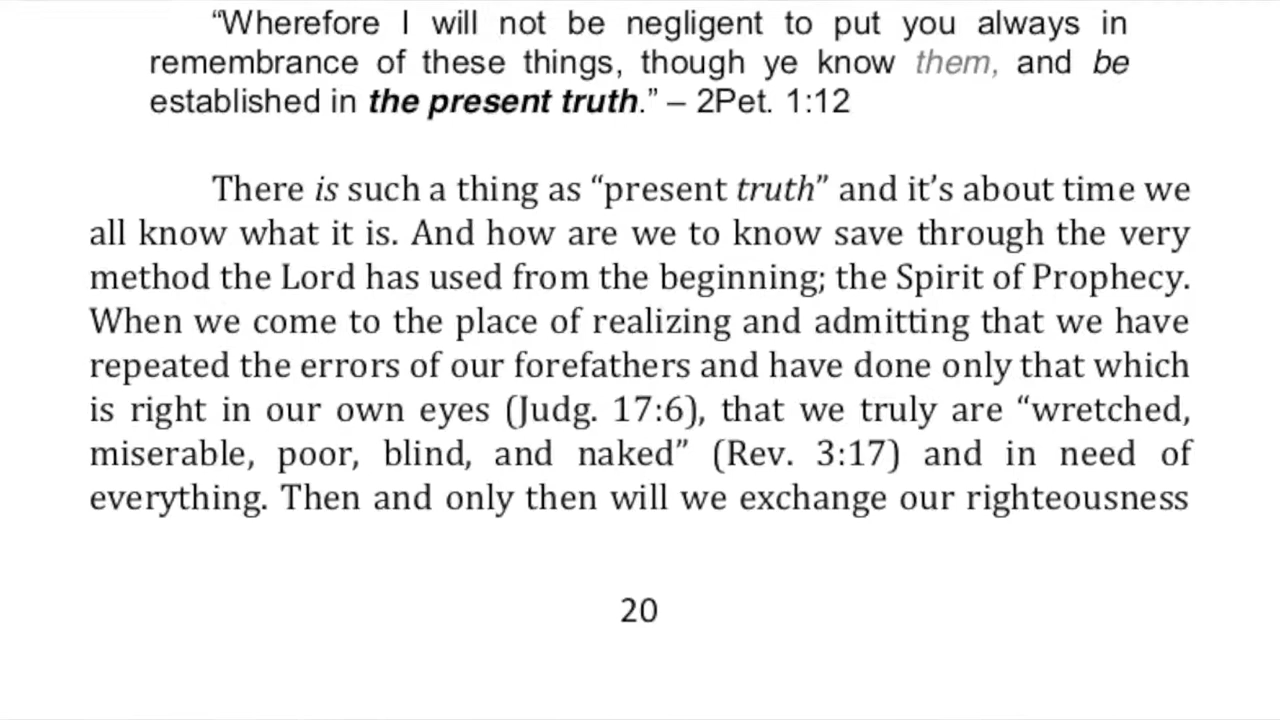 “Wherefore I will not be negligent to put you always in
remembrance of these things, though ye know them, and be
established in the present truth.” – 2Pet. 1:12
There is such a thing as “present truth” and it’s about time we
all know what it is. And how are we to know save through the very
method the Lord has used from the beginning; the Spirit of Prophecy.
When we come to the place of realizing and admitting that we have
repeated the errors of our forefathers and have done only that which
is right in our own eyes (Judg. 17:6), that we truly are “wretched,
miserable, poor, blind, and naked” (Rev. 3:17) and in need of
everything. Then and only then will we exchange our righteousness
20